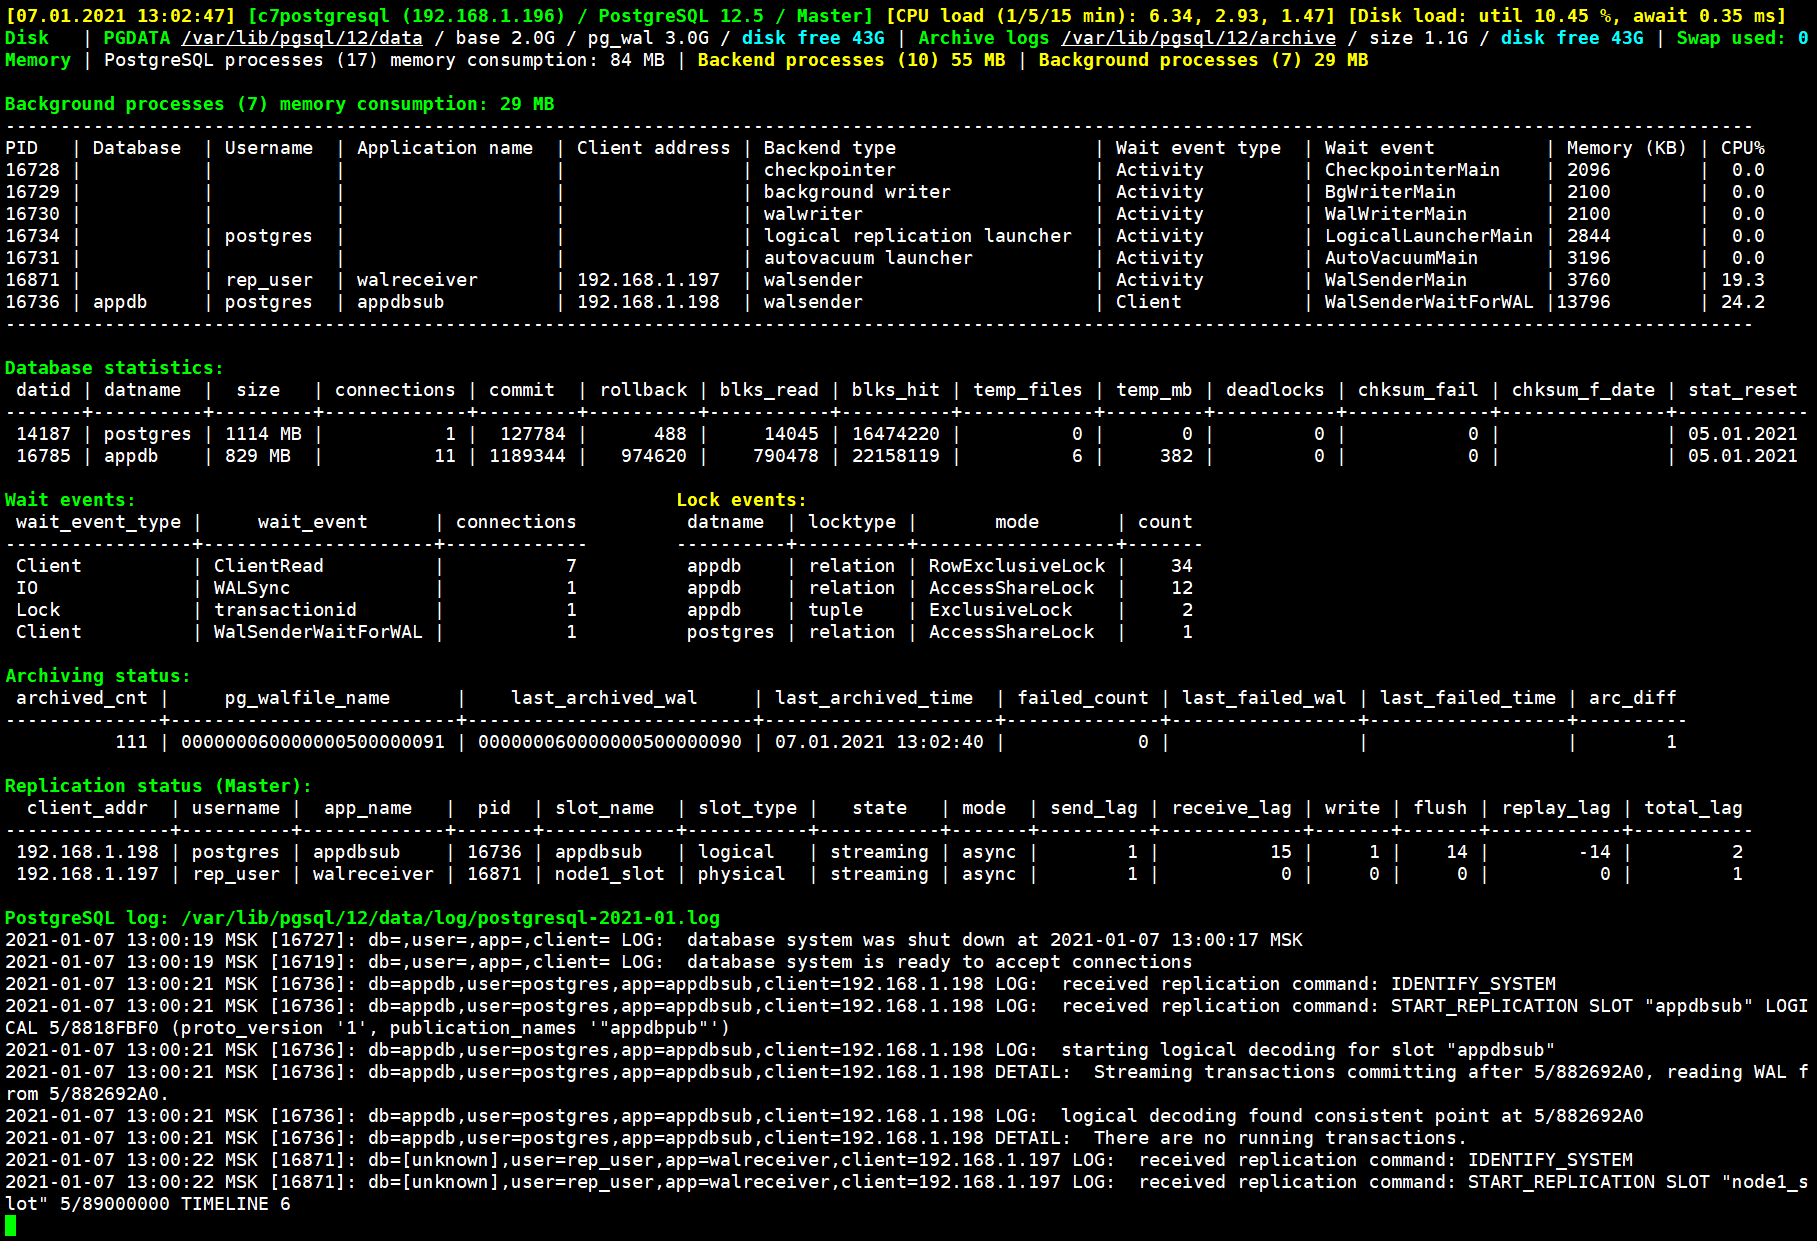 [07.01.2021 13:02:47] [c7postgresql (192.168.1.196) / PostgreSQL 12.5 / Master] [CPU load (1/5/15 min): 6.34, 2.93, 1.47] [Disk load: util 10.45 %, await 0.35 ms]
Disk   | PGDATA /var/lib/pgsql/12/data / base 2.0G / pg_wal 3.0G / disk free 43G | Archive logs /var/lib/pgsql/12/archive / size 1.1G / disk free 43G | Swap used: 0
Memory | PostgreSQL processes (17) memory consumption: 84 MB | Backend processes (10) 55 MB | Background processes (7) 29 MB
Background processes (7) memory consumption: 29 MB
PID   | Database  | Username  | Application name  | Client address | Backend type                  | Wait event type  | Wait event          | Memory (KB) | CPU%
16728 |           |           |                   |                | checkpointer                  | Activity         | CheckpointerMain    | 2096        |  0.0
16729 |           |           |                   |                | background writer             | Activity         | BgWriterMain        | 2100        |  0.0
16730 |           |           |                   |                | walwriter                     | Activity         | WalWriterMain       | 2100        |  0.0
16734 |           | postgres  |                   |                | logical replication launcher  | Activity         | LogicalLauncherMain | 2844        |  0.0
16731 |           |           |                   |                | autovacuum launcher           | Activity         | AutoVacuumMain      | 3196        |  0.0
16871 |           | rep_user  | walreceiver       | 192.168.1.197  | walsender                     | Activity         | WalSenderMain       | 3760        | 19.3
16736 | appdb     | postgres  | appdbsub          | 192.168.1.198  | walsender                     | Client           | WalSenderWaitForWAL |13796        | 24.2
Database statistics:
 datid | datname  |  size   | connections | commit  | rollback | blks_read | blks_hit | temp_files | temp_mb | deadlocks | chksum_fail | chksum_f_date | stat_reset
 14187 | postgres | 1114 MB |           1 |  127784 |      488 |     14045 | 16474220 |          0 |       0 |         0 |           0 |               | 05.01.2021
 16785 | appdb    | 829 MB  |          11 | 1189344 |   974620 |    790478 | 22158119 |          6 |     382 |         0 |           0 |               | 05.01.2021
Wait events:                                                 Lock events:
 wait_event_type |     wait_event      | connections          datname  | locktype |       mode       | count
 Client          | ClientRead          |           7          appdb    | relation | RowExclusiveLock |    34
 IO              | WALSync             |           1          appdb    | relation | AccessShareLock  |    12
 Lock            | transactionid       |           1          appdb    | tuple    | ExclusiveLock    |     2
 Client          | WalSenderWaitForWAL |           1          postgres | relation | AccessShareLock  |     1
Archiving status:
 archived_cnt |     pg_walfile_name      |    last_archived_wal     | last_archived_time  | failed_count | last_failed_wal | last_failed_time | arc_diff
          111 | 000000060000000500000091 | 000000060000000500000090 | 07.01.2021 13:02:40 |            0 |                 |                  |        1
Replication status (Master):
  client_addr  | username |  app_name   |  pid  | slot_name  | slot_type |   state   | mode  | send_lag | receive_lag | write | flush | replay_lag | total_lag
 192.168.1.198 | postgres | appdbsub    | 16736 | appdbsub   | logical   | streaming | async |        1 |          15 |     1 |    14 |        -14 |         2
 192.168.1.197 | rep_user | walreceiver | 16871 | node1_slot | physical  | streaming | async |        1 |           0 |     0 |     0 |          0 |         1
PostgreSQL log: /var/lib/pgsql/12/data/log/postgresql-2021-01.log
2021-01-07 13:00:19 MSK [16727]: db=,user=,app=,client= LOG:  database system was shut down at 2021-01-07 13:00:17 MSK
2021-01-07 13:00:19 MSK [16719]: db=,user=,app=,client= LOG:  database system is ready to accept connections
2021-01-07 13:00:21 MSK [16736]: db=appdb,user=postgres,app=appdbsub,client=192.168.1.198 LOG:  received replication command: IDENTIFY_SYSTEM
2021-01-07 13:00:21 MSK [16736]: db=appdb,user=postgres,app=appdbsub,client=192.168.1.198 LOG:  received replication command: START_REPLICATION SLOT "appdbsub" LOGI
CAL 5/8818FBF0 (proto_version '1', publication_names '"appdbpub"')
2021-01-07 13:00:21 MSK [16736]: db=appdb,user=postgres,app=appdbsub,client=192.168.1.198 LOG:  starting logical decoding for slot "appdbsub"
2021-01-07 13:00:21 MSK [16736]: db=appdb,user=postgres,app=appdbsub,client=192.168.1.198 DETAIL:  Streaming transactions committing after 5/882692A0, reading WAL f
rom 5/882692A0.
2021-01-07 13:00:21 MSK [16736]: db=appdb,user=postgres,app=appdbsub,client=192.168.1.198 LOG:  logical decoding found consistent point at 5/882692A0
2021-01-07 13:00:21 MSK [16736]: db=appdb,user=postgres,app=appdbsub,client=192.168.1.198 DETAIL:  There are no running transactions.
2021-01-07 13:00:22 MSK [16871]: db=[unknown],user=rep_user,app=walreceiver,client=192.168.1.197 LOG:  received replication command: IDENTIFY_SYSTEM
2021-01-07 13:00:22 MSK [16871]: db=[unknown],user=rep_user,app=walreceiver,client=192.168.1.197 LOG:  received replication command: START_REPLICATION SLOT "node1_s
lot" 5/89000000 TIMELINE 6